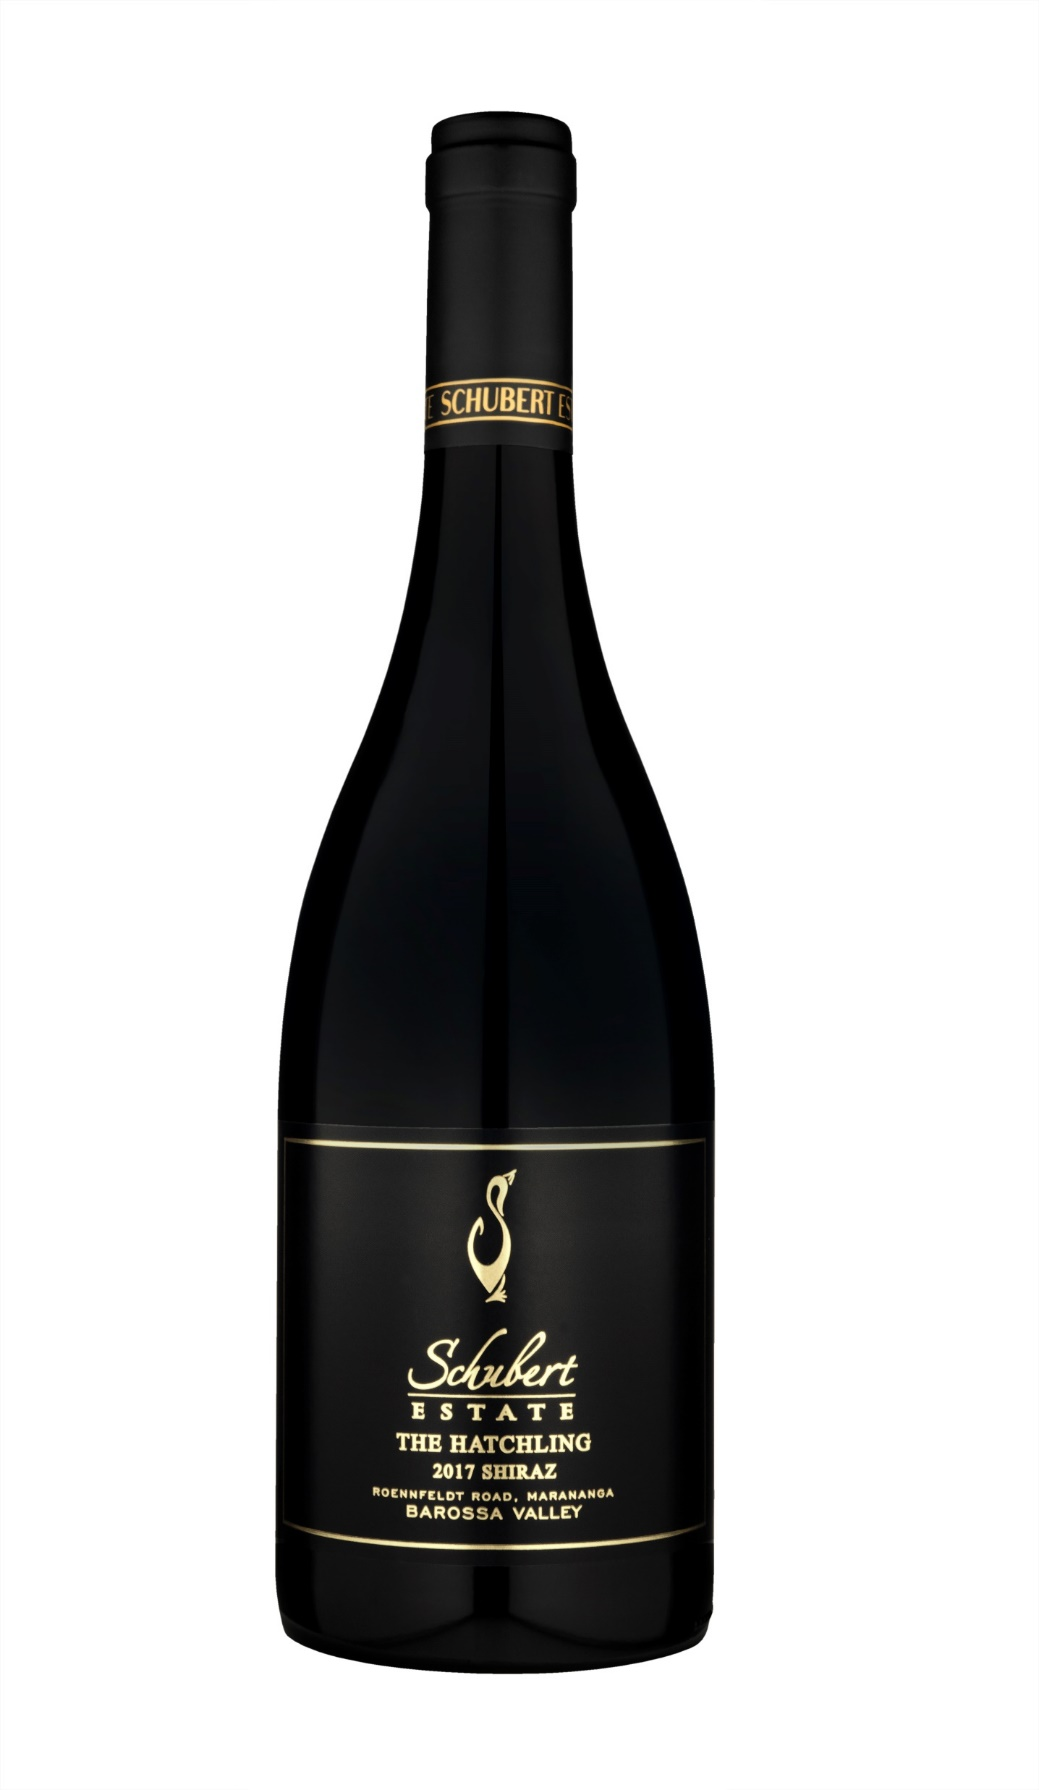 SCHUBERT ES
Schubert
ESTATE
THE HATCHLING
2017 SHIRAZ
ROENNFELDT ROAD, MARANANGA
BAROSSA VALLEY